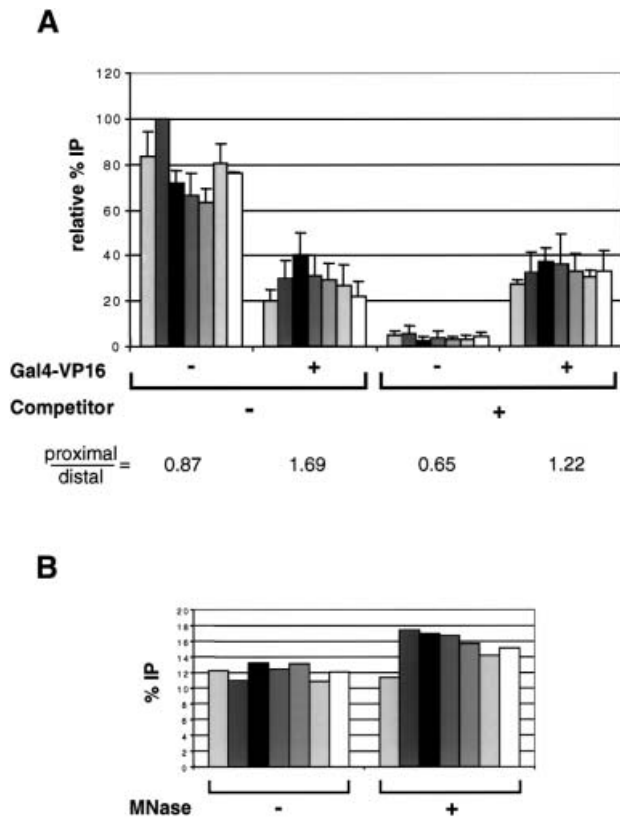 A
120
100
80
60
40
20
0
relative % IP
Gal4-VP16 - + - +
Competitor - +
proximal
distal = 0.87 1.69 0.65 1.22
B
20
18
16
14
12
10
8
6
4
2
0
% IP
MNase - +